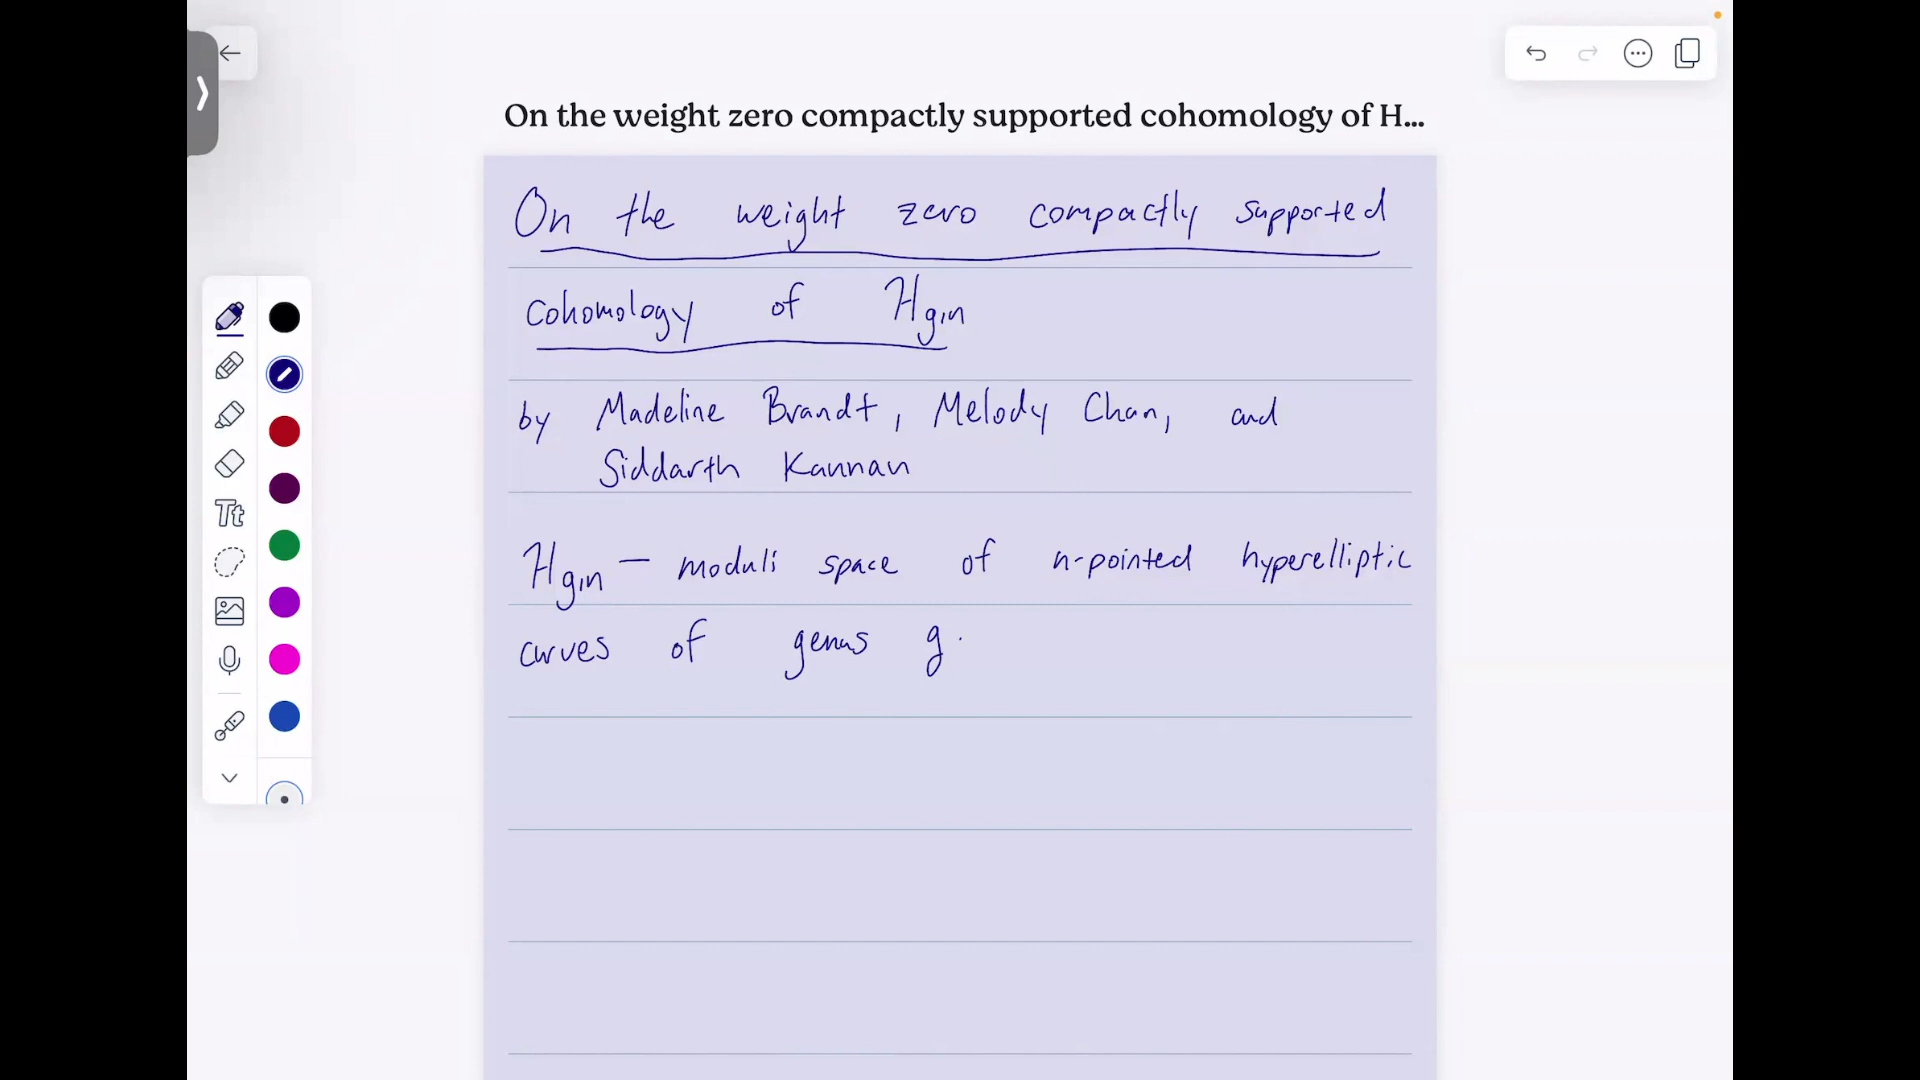 On the weight zero compactly supported cohomology of H...
On the weight zero compactly supported
cohomology of Hg,n
by Madeline Brandt, Melody Chan, and
Siddarth Kannan
Hg,n — moduli space of n-pointed hyperelliptic
curves of genus g.
Tt